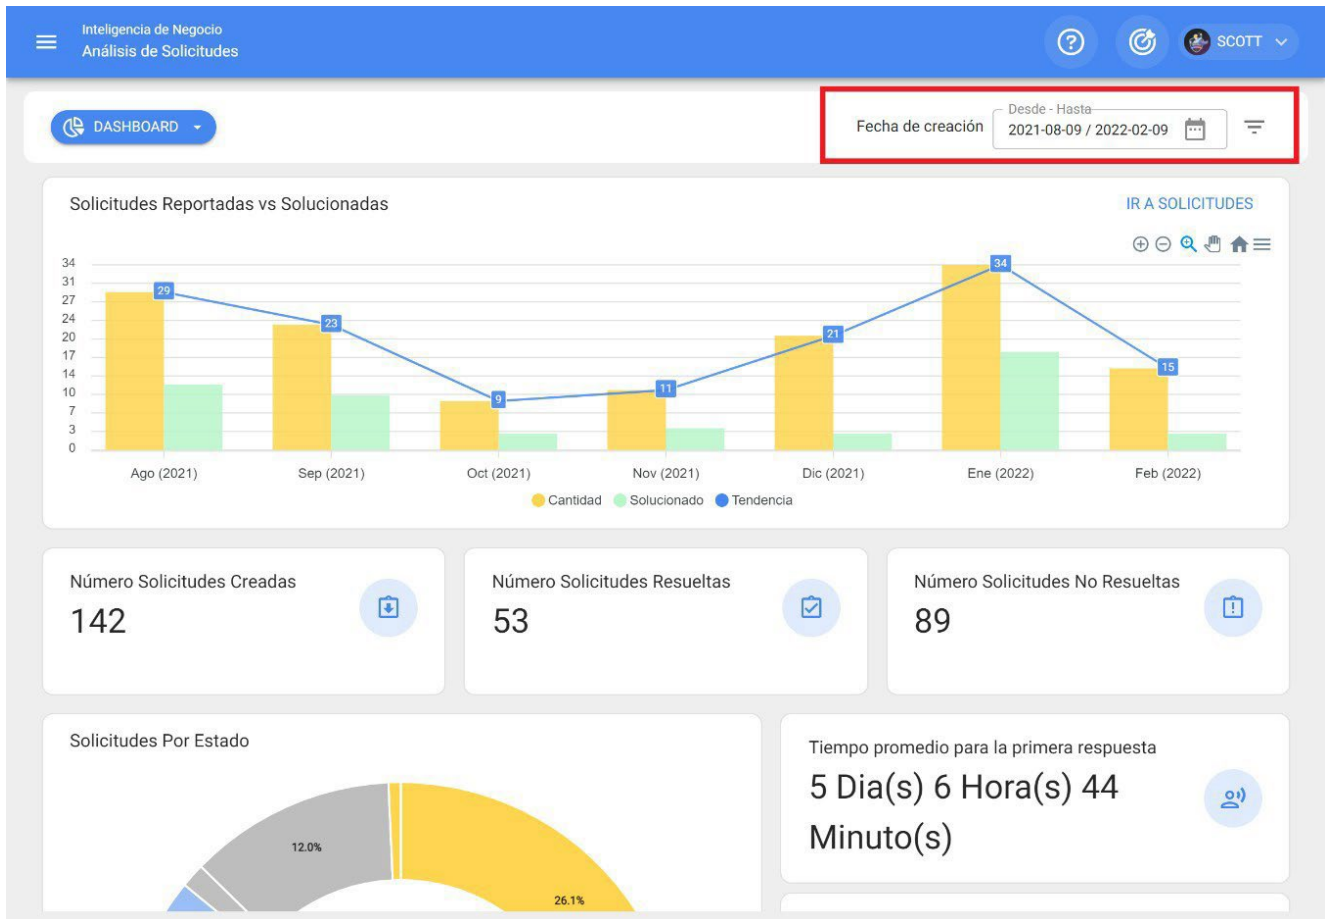 Inteligencia de Negocio
Análisis de Solicitudes
SCOTT
DASHBOARD
Fecha de creación
Desde - Hasta
2021-08-09 / 2022-02-09
Solicitudes Reportadas vs Solucionadas
IR A SOLICITUDES
34
31
27
24
20
17
14
10
7
3
0
29
23
9
11
21
34
15
Ago (2021)
Sep (2021)
Oct (2021)
Nov (2021)
Dic (2021)
Ene (2022)
Feb (2022)
Cantidad
Solucionado
Tendencia
Número Solicitudes Creadas
142
Número Solicitudes Resueltas
53
Número Solicitudes No Resueltas
89
Solicitudes Por Estado
12.0%
26.1%
Tiempo promedio para la primera respuesta
5 Dia(s) 6 Hora(s) 44
Minuto(s)